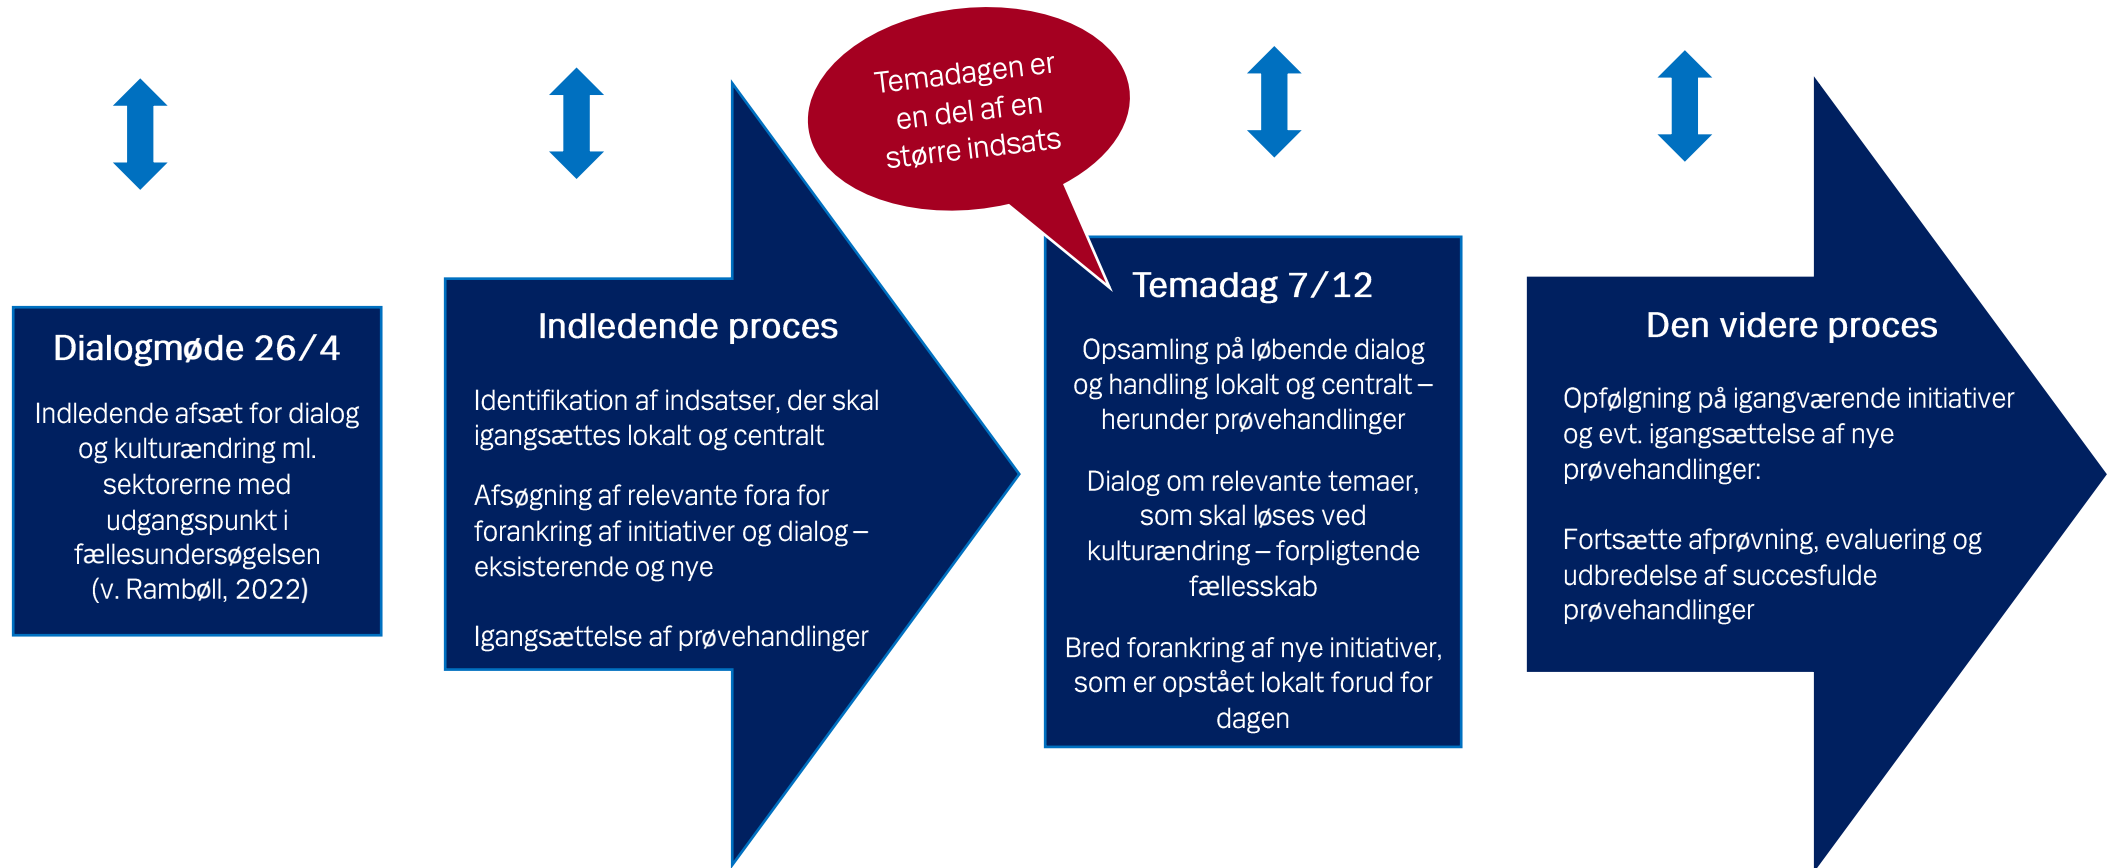 Temadagen er
en del af en
større indsats
Dialogmøde 26/4
Indledende afsæt for dialog
og kulturændring ml.
sektorerne med
udgangspunkt i
fællesundersøgelsen
(v. Rambøll, 2022)
Indledende proces
Identifikation af indsatser, der skal
igangsættes lokalt og centralt
Afsøgning af relevante fora for
forankring af initiativer og dialog –
eksisterende og nye
Igangsættelse af prøvehandlinger
Temadag 7/12
Opsamling på løbende dialog
og handling lokalt og centralt –
herunder prøvehandlinger
Dialog om relevante temaer,
som skal løses ved
kulturændring – forpligtende
fællesskab
Bred forankring af nye initiativer,
som er opstået lokalt forud for
dagen
Den videre proces
Opfølgning på igangværende initiativer
og evt. igangsættelse af nye
prøvehandlinger:
Fortsætte afprøvning, evaluering og
udbredelse af succesfulde
prøvehandlinger